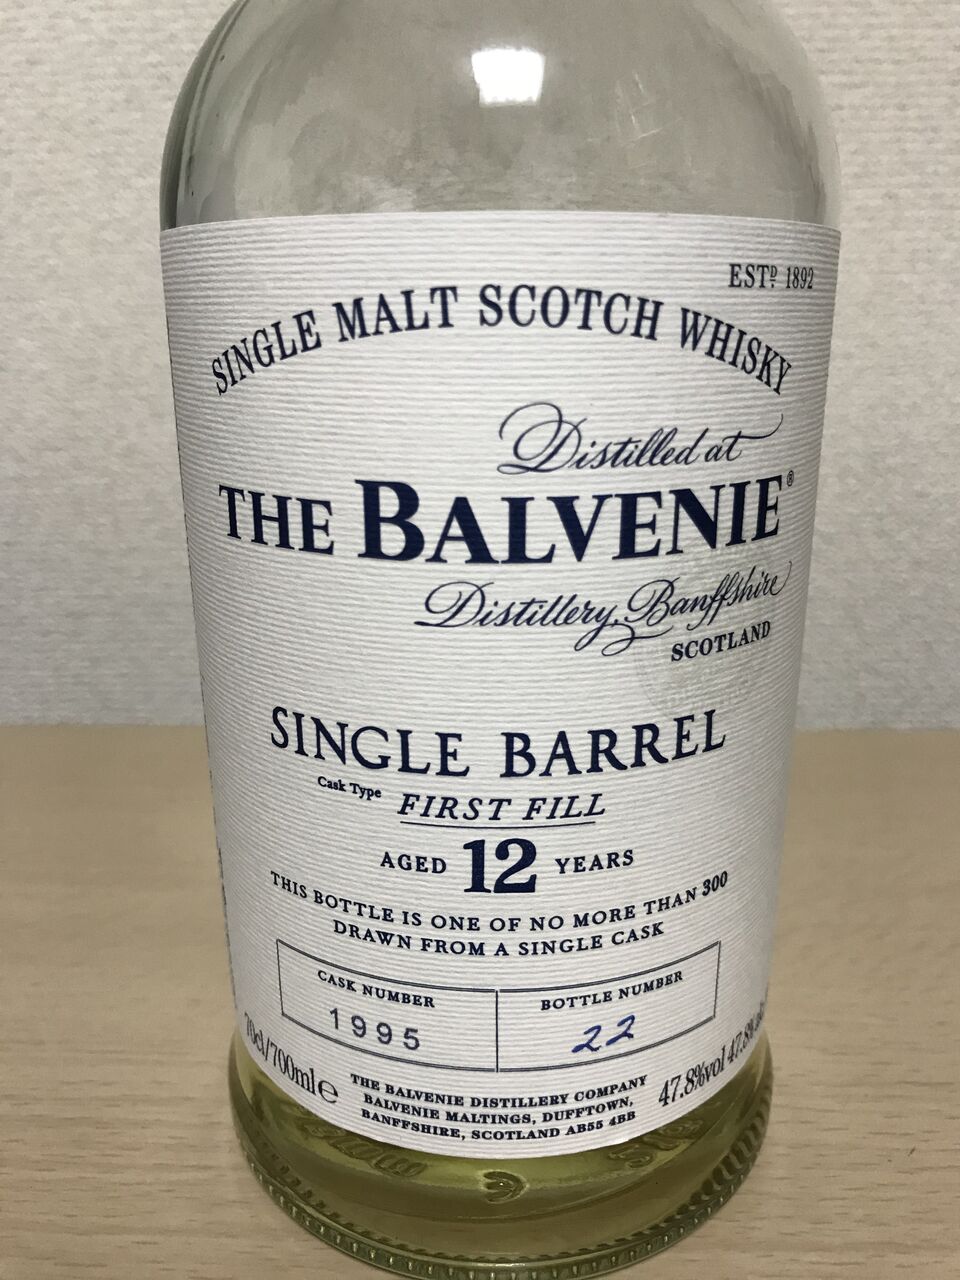 ESTD 1892
SINGLE MALT SCOTCH WHISKY
Distilled at
THE BALVENIE®
Distillery, Banffshire
SCOTLAND
SINGLE BARREL
Cask Type FIRST FILL
AGED 12 YEARS
THIS BOTTLE IS ONE OF NO MORE THAN 300
DRAWN FROM A SINGLE CASK
CASK NUMBER
1995
BOTTLE NUMBER
22
70cl/700ml℮
THE BALVENIE DISTILLERY COMPANY
BALVENIE MALTINGS, DUFFTOWN,
BANFFSHIRE, SCOTLAND AB55 4BB
47.8%vol 47.8%